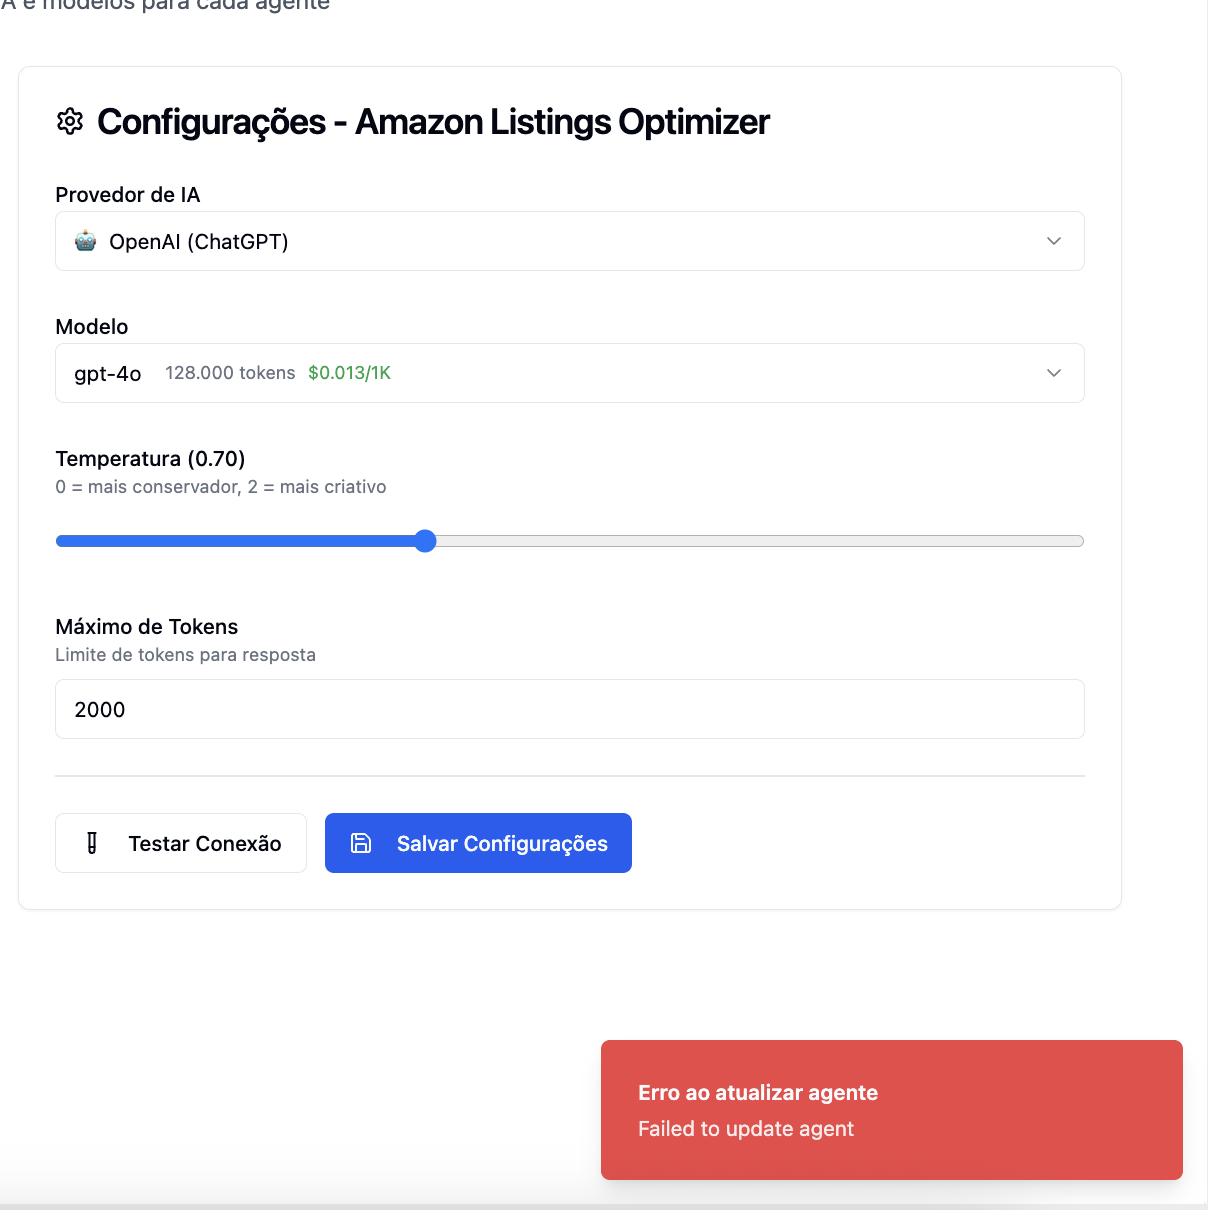 A e modelos para cada agente
Configurações - Amazon Listings Optimizer
Provedor de IA
OpenAI (ChatGPT)
Modelo
gpt-4o 128.000 tokens $0.013/1K
Temperatura (0.70)
0 = mais conservador, 2 = mais criativo
Máximo de Tokens
Limite de tokens para resposta
2000
Testar Conexão Salvar Configurações
Erro ao atualizar agente
Failed to update agent